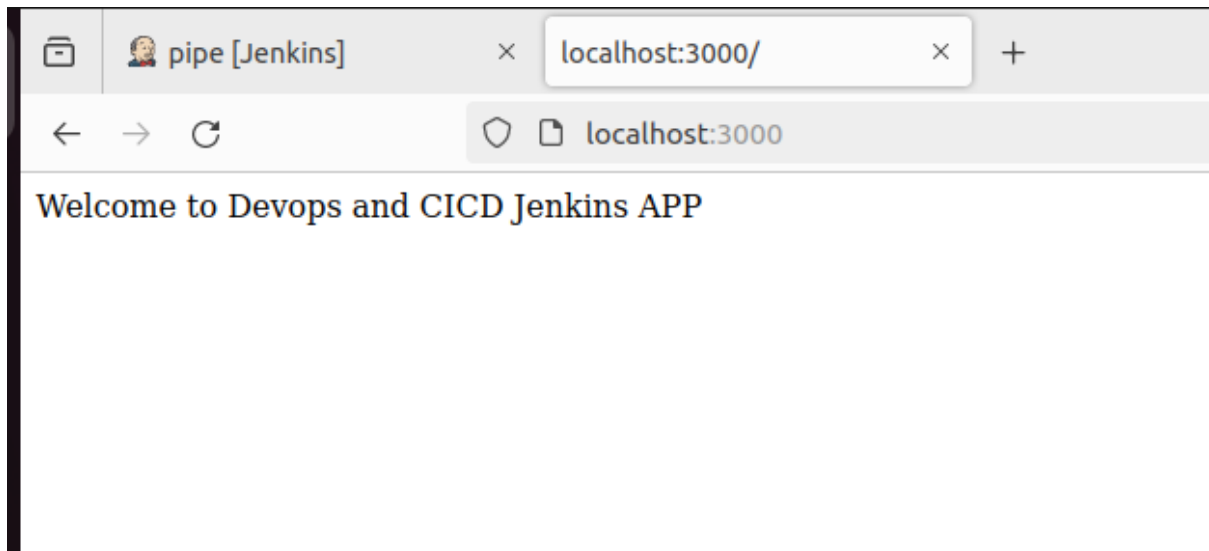 pipe [Jenkins]
localhost:3000/
localhost:3000
Welcome to Devops and CICD Jenkins APP